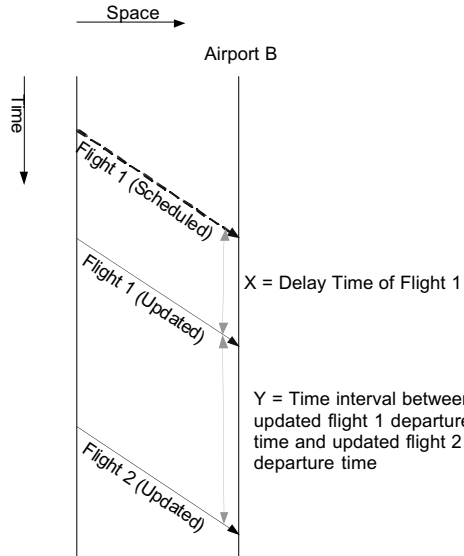 Space
Airport B
Time
Flight 1 (Scheduled)
Flight 1 (Updated)
X = Delay Time of Flight 1
Y = Time interval between
updated flight 1 departure
time and updated flight 2
departure time
Flight 2 (Updated)